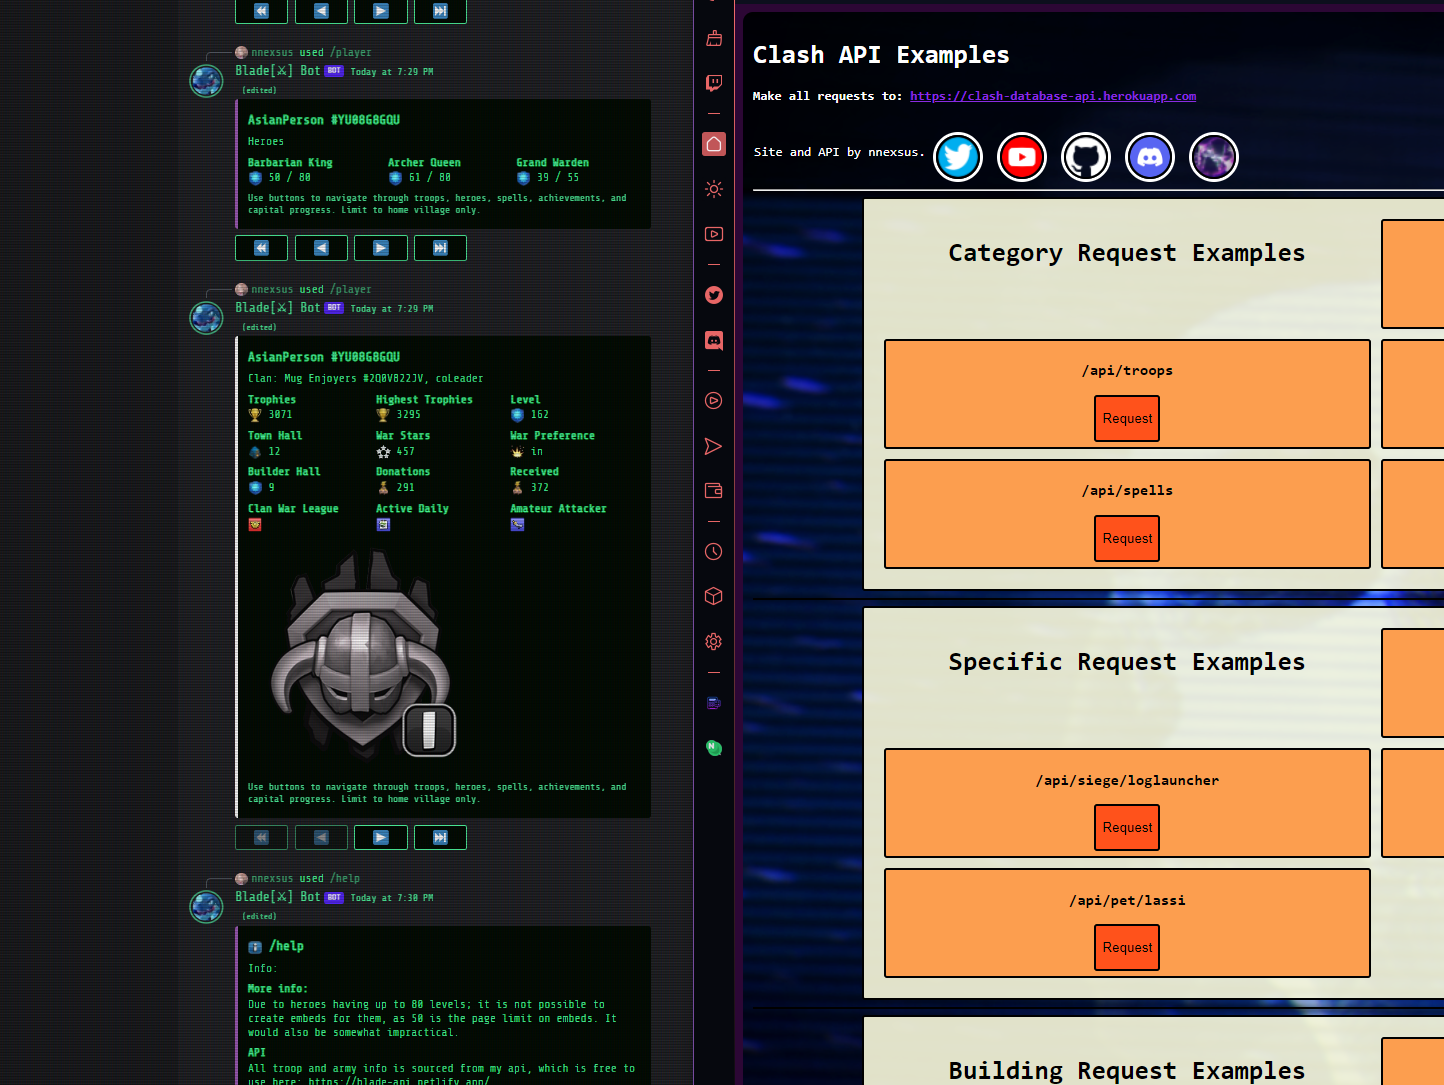 nnexsus used /player
Blade[⚔] Bot BOT Today at 7:29 PM
(edited)
AsianPerson #YU08G8GQU
Heroes
Barbarian King Archer Queen Grand Warden
50 / 80 61 / 80 39 / 55
Use buttons to navigate through troops, heroes, spells, achievements, and
capital progress. Limit to home village only.
nnexsus used /player
Blade[⚔] Bot BOT Today at 7:29 PM
(edited)
AsianPerson #YU08G8GQU
Clan: Mug Enjoyers #2Q0V822JV, coLeader
Trophies Highest Trophies Level
3071 3295 162
Town Hall War Stars War Preference
12 457 in
Builder Hall Donations Received
9 291 372
Clan War League Active Daily Amateur Attacker
Use buttons to navigate through troops, heroes, spells, achievements, and
capital progress. Limit to home village only.
nnexsus used /help
Blade[⚔] Bot BOT Today at 7:30 PM
(edited)
/help
Info:
More info:
Due to heroes having up to 80 levels; it is not possible to
create embeds for them, as 50 is the page limit on embeds. It
would also be somewhat impractical.
API
All troop and army info is sourced from my api, which is free to
use here: https://blade-api.netlify.app/
Clash API Examples
Make all requests to: https://clash-database-api.herokuapp.com
Site and API by nnexsus.
Category Request Examples
/api/troops
Request
/api/spells
Request
Specific Request Examples
/api/siege/loglauncher
Request
/api/pet/lassi
Request
Building Request Examples